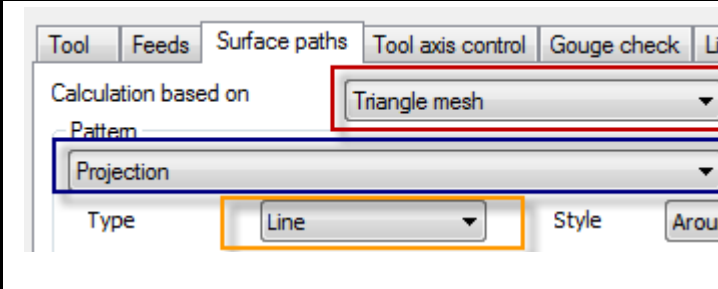 Tool Feeds Surface paths Tool axis control Gouge check
Calculation based on Triangle mesh
Pattern
Projection
Type Line Style